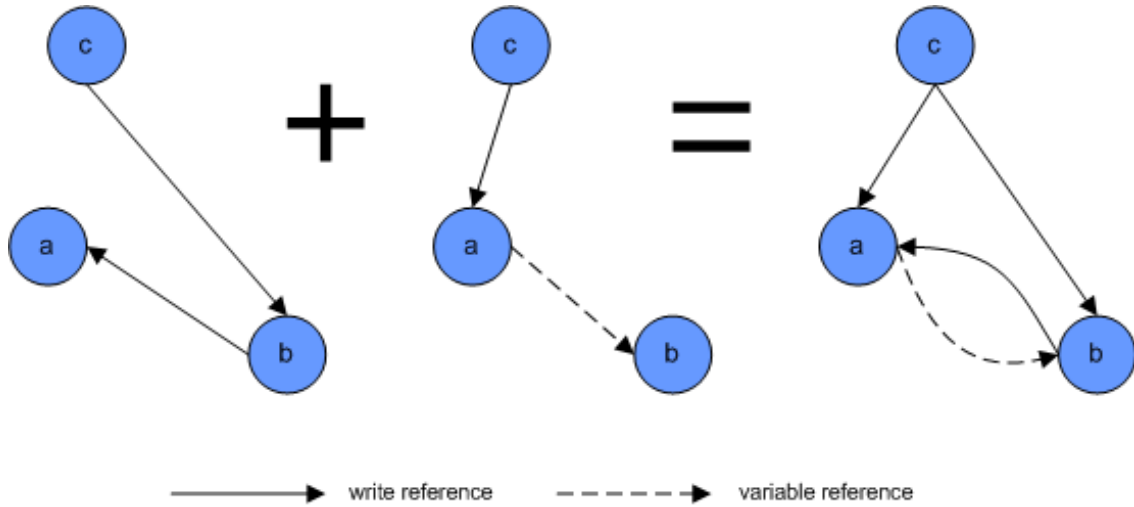 c
c
c
+
=
a
a
a
b
b
b
write reference
variable reference